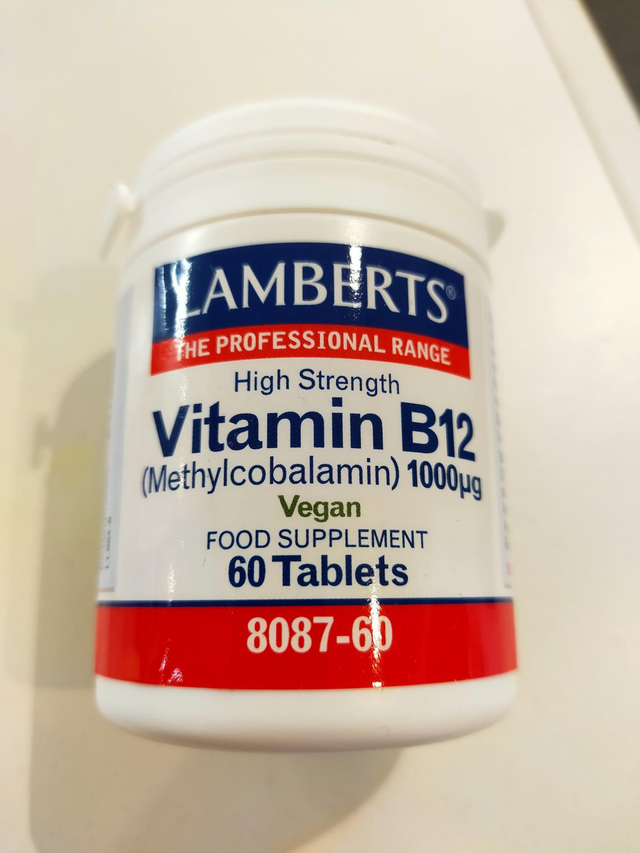 LAMBERTS®
THE PROFESSIONAL RANGE
High Strength
Vitamin B12
(Methylcobalamin) 1000µg
Vegan
FOOD SUPPLEMENT
60 Tablets
8087-60